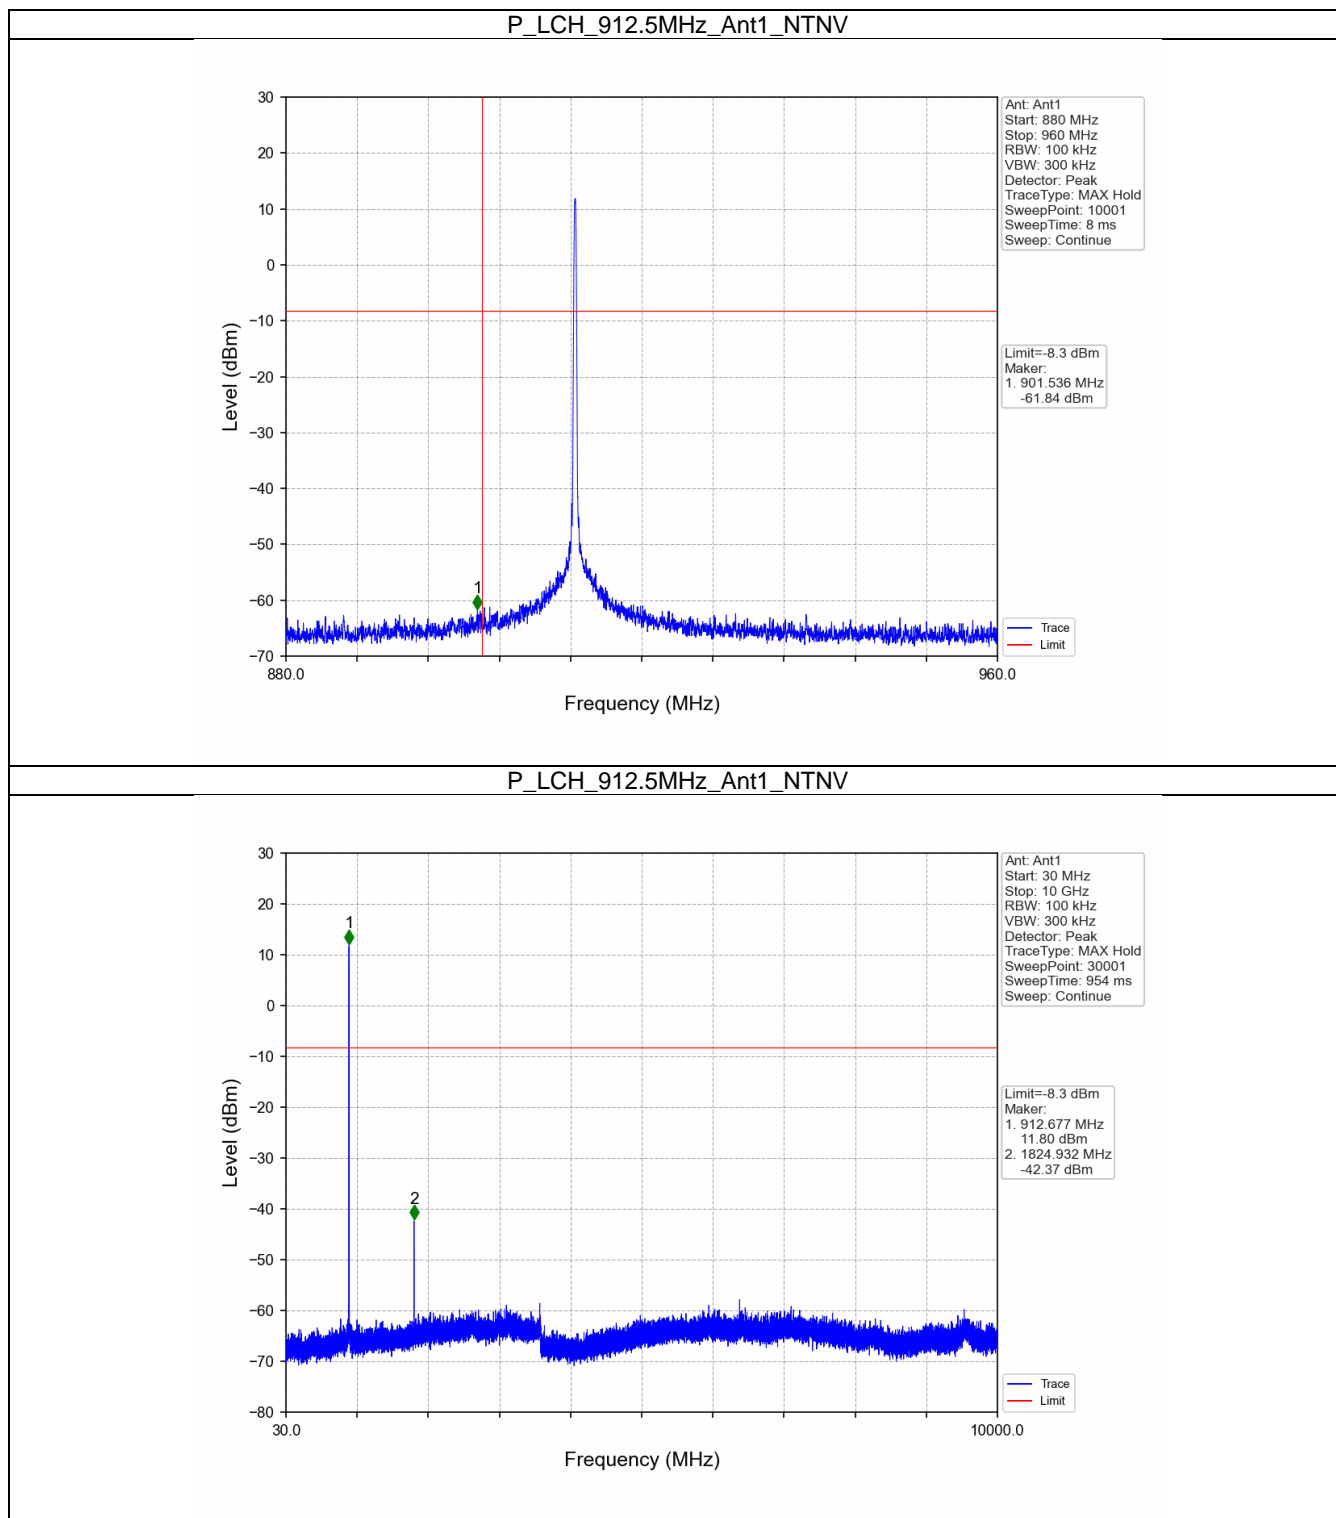 P_LCH_912.5MHz_Ant1_NTNV
30
20
10
0
−10
−20
−30
−40
−50
−60
−70
Level (dBm)
1
880.0
960.0
Frequency (MHz)
Ant: Ant1
Start: 880 MHz
Stop: 960 MHz
RBW: 100 kHz
VBW: 300 kHz
Detector: Peak
TraceType: MAX Hold
SweepPoint: 10001
SweepTime: 8 ms
Sweep: Continue
Limit=-8.3 dBm
Maker:
1. 901.536 MHz
-61.84 dBm
Trace
Limit
P_LCH_912.5MHz_Ant1_NTNV
30
20
10
0
−10
−20
−30
−40
−50
−60
−70
−80
Level (dBm)
1
2
30.0
10000.0
Frequency (MHz)
Ant: Ant1
Start: 30 MHz
Stop: 10 GHz
RBW: 100 kHz
VBW: 300 kHz
Detector: Peak
TraceType: MAX Hold
SweepPoint: 30001
SweepTime: 954 ms
Sweep: Continue
Limit=-8.3 dBm
Maker:
1. 912.677 MHz
11.80 dBm
2. 1824.932 MHz
-42.37 dBm
Trace
Limit